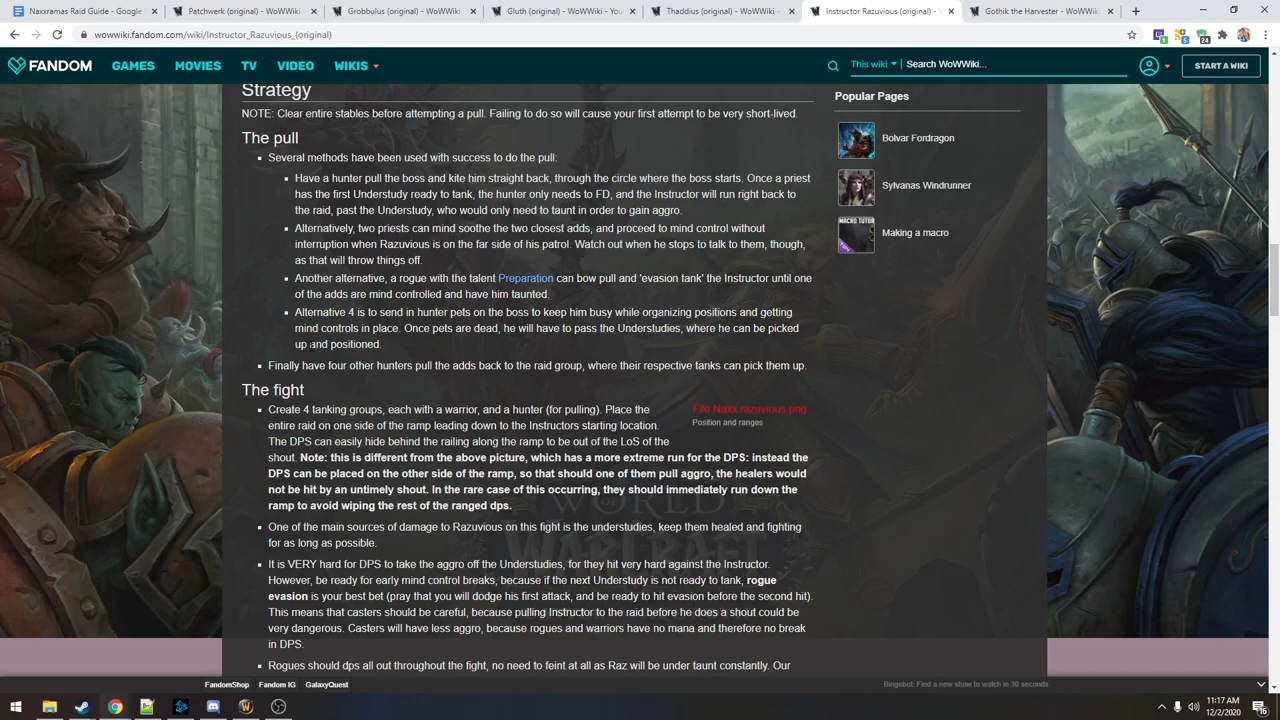 Naxxramas Raid Guide - Google
Patchwerk (original) - WoWWiki
Grobbulus (original) - WoWWiki
Gluth (original) - WoWWiki - You
Thaddius (original) - WoWWiki
Instructor Razuvious (original) -
Gothik the Harvester - WoWWiki
wowwiki.fandom.com/wiki/Instructor_Razuvious_(original)
1 5 24
FANDOM GAMES MOVIES TV VIDEO WIKIS This wiki Search WoWWiki... START A WIKI
Strategy
NOTE: Clear entire stables before attempting a pull. Failing to do so will cause your first attempt to be very short-lived.
The pull
Several methods have been used with success to do the pull:
Have a hunter pull the boss and kite him straight back, through the circle where the boss starts. Once a priest
has the first Understudy ready to tank, the hunter only needs to FD, and the Instructor will run right back to
the raid, past the Understudy, who would only need to taunt in order to gain aggro.
Alternatively, two priests can mind soothe the two closest adds, and proceed to mind control without
interruption when Razuvious is on the far side of his patrol. Watch out when he stops to talk to them, though,
as that will throw things off.
Another alternative, a rogue with the talent Preparation can bow pull and 'evasion tank' the Instructor until one
of the adds are mind controlled and have him taunted.
Alternative 4 is to send in hunter pets on the boss to keep him busy while organizing positions and getting
mind controls in place. Once pets are dead, he will have to pass the Understudies, where he can be picked
up and positioned.
Finally have four other hunters pull the adds back to the raid group, where their respective tanks can pick them up.
The fight
Create 4 tanking groups, each with a warrior, and a hunter (for pulling). Place the
entire raid on one side of the ramp leading down to the Instructors starting location.
The DPS can easily hide behind the railing along the ramp to be out of the LoS of the
shout. Note: this is different from the above picture, which has a more extreme run for the DPS: instead the
DPS can be placed on the other side of the ramp, so that should one of them pull aggro, the healers would
not be hit by an untimely shout. In the rare case of this occurring, they should immediately run down the
ramp to avoid wiping the rest of the ranged dps.
File:Naxx razuvious.png
Position and ranges
One of the main sources of damage to Razuvious on this fight is the understudies, keep them healed and fighting
for as long as possible.
It is VERY hard for DPS to take the aggro off the Understudies, for they hit very hard against the Instructor.
However, be ready for early mind control breaks, because if the next Understudy is not ready to tank, rogue
evasion is your best bet (pray that you will dodge his first attack, and be ready to hit evasion before the second hit).
This means that casters should be careful, because pulling Instructor to the raid before he does a shout could be
very dangerous. Casters will have less aggro, because rogues and warriors have no mana and therefore no break
in DPS.
Rogues should dps all out throughout the fight, no need to feint at all as Raz will be under taunt constantly. Our
Popular Pages
Bolvar Fordragon
Sylvanas Windrunner
MACRO TUTOR
Making a macro
WORLD
WARCRAFT
FandomShop Fandom IG GalaxyQuest
Bingebot: Find a new show to watch in 30 seconds
11:17 AM
12/2/2020
16